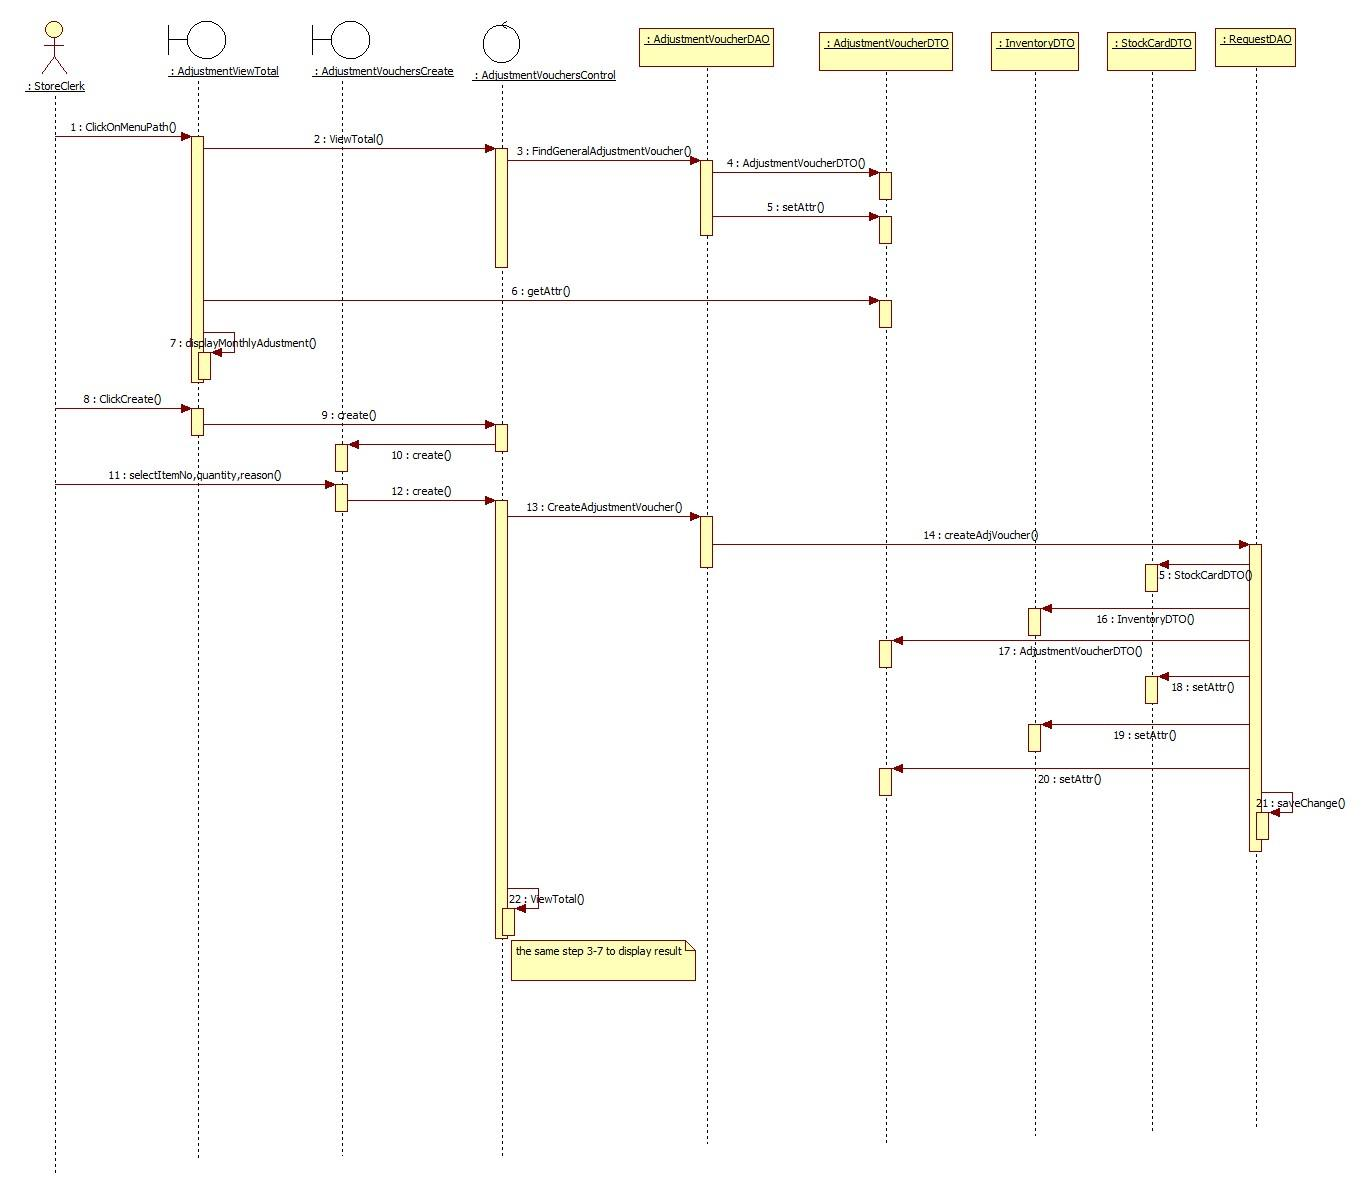 : StoreClerk
: AdjustmentViewTotal
: AdjustmentVouchersCreate
: AdjustmentVouchersControl
: AdjustmentVoucherDAO
: AdjustmentVoucherDTO
: InventoryDTO
: StockCardDTO
: RequestDAO
1 : ClickOnMenuPath()
2 : ViewTotal()
3 : FindGeneralAdjustmentVoucher()
4 : AdjustmentVoucherDTO()
5 : setAttr()
6 : getAttr()
7 : displayMonthlyAdustment()
8 : ClickCreate()
9 : create()
10 : create()
11 : selectItemNo,quantity,reason()
12 : create()
13 : CreateAdjustmentVoucher()
14 : createAdjVoucher()
5 : StockCardDTO()
16 : InventoryDTO()
17 : AdjustmentVoucherDTO()
18 : setAttr()
19 : setAttr()
20 : setAttr()
21 : saveChange()
22 : ViewTotal()
the same step 3-7 to display result